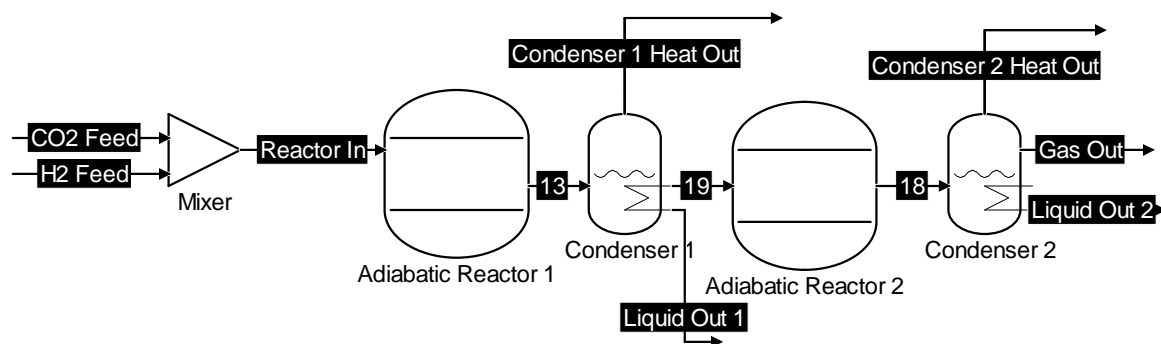 Condenser 1 Heat Out
Condenser 2 Heat Out
CO2 Feed
H2 Feed
Mixer
Reactor In
Adiabatic Reactor 1
13
Condenser 1
19
Liquid Out 1
Adiabatic Reactor 2
18
Gas Out
Liquid Out 2
Condenser 2